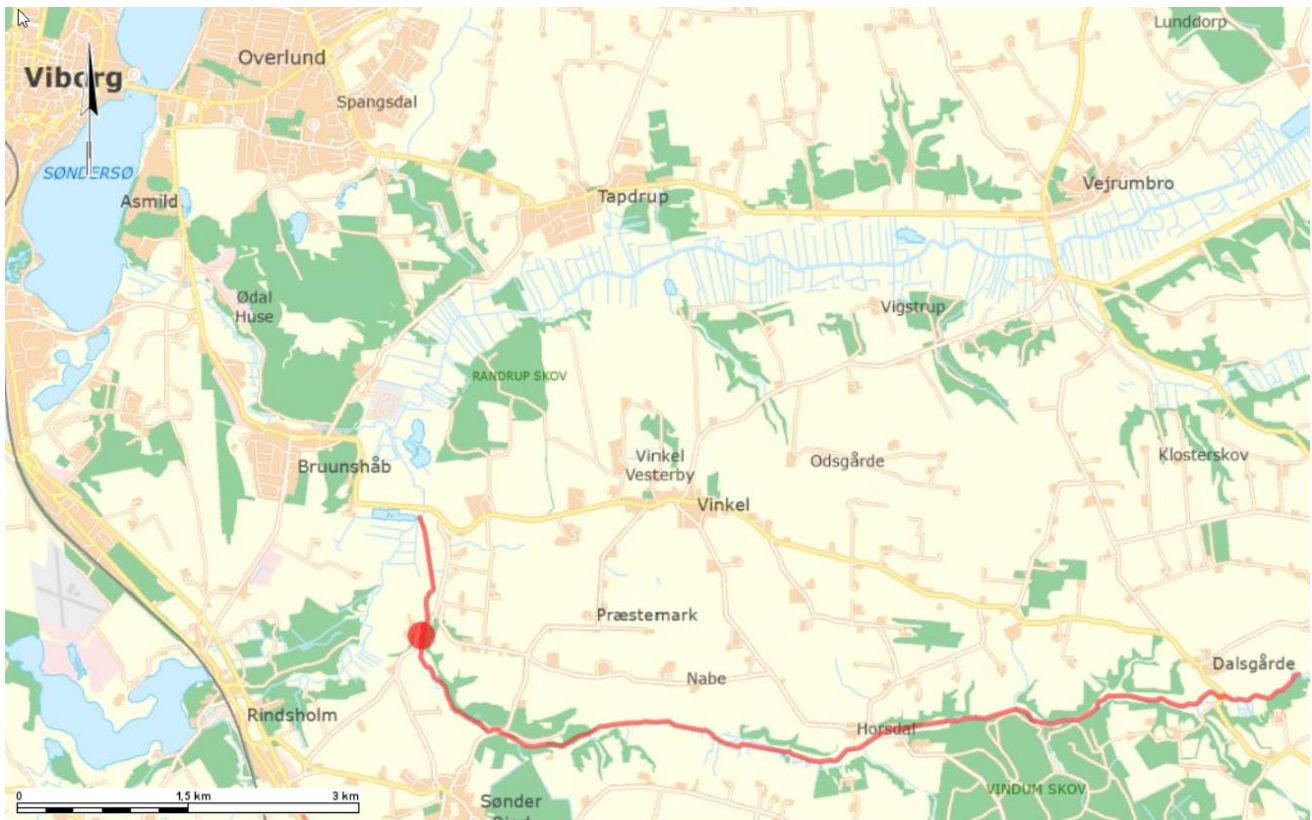 Lunddorp
Overlund
Viborg
Spangsdal
SØNDERSØ
Asmild
Tapdrup
Vejrumbro
Ødal
Huse
Vigstrup
RANDRUP SKOV
Bruunshåb
Vinkel
Vesterby
Odsgårde
Klosterskov
Vinkel
Præstemark
Nabe
Dalsgårde
Rindsholm
Horsdal
VINDUM SKOV
0 1,5 km 3 km
Sønder